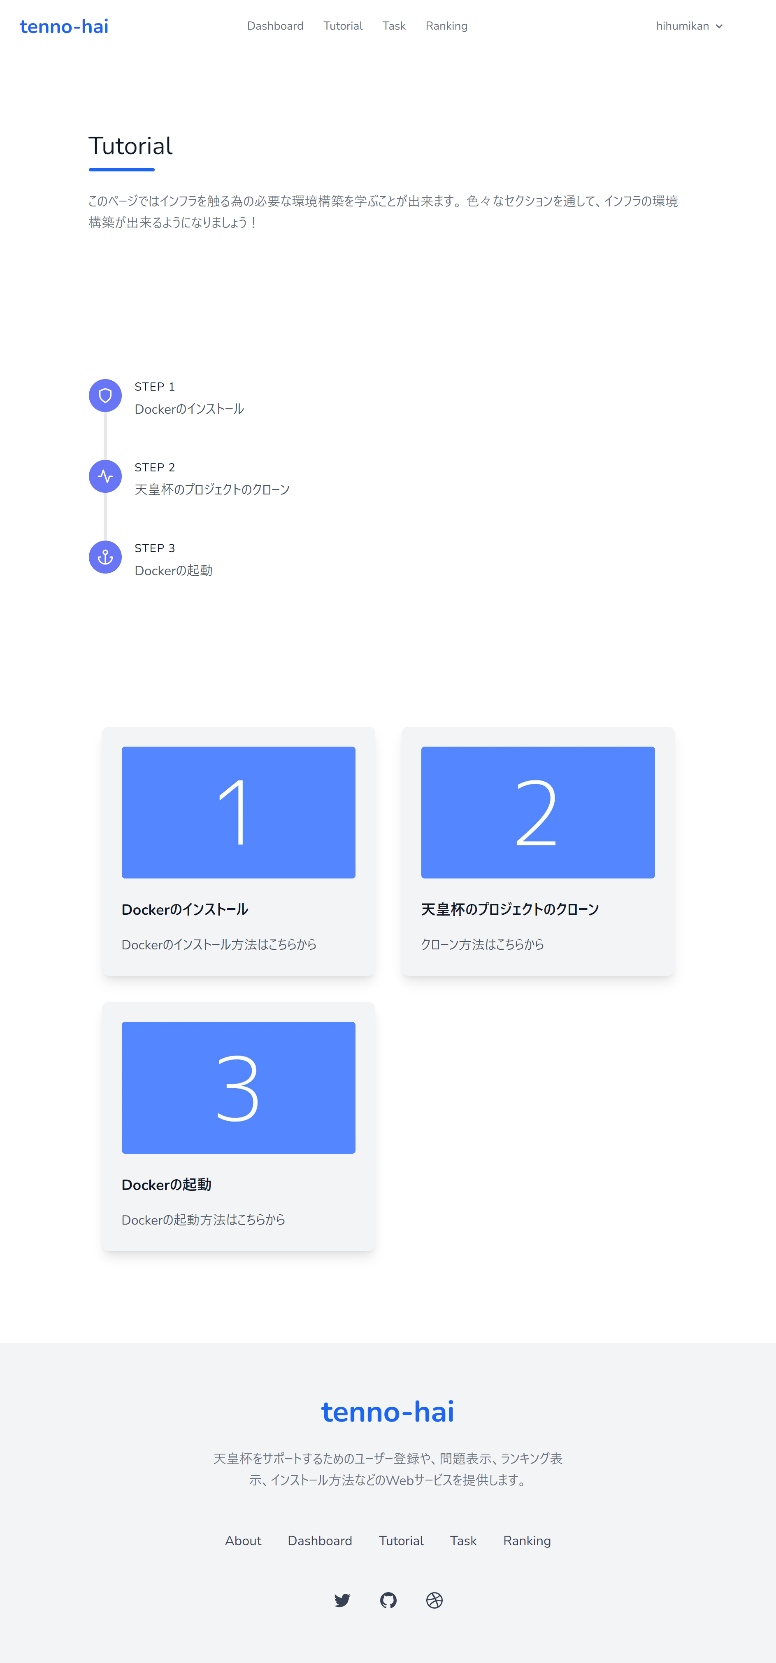 tenno-hai
Dashboard Tutorial Task Ranking
hihumikan
Tutorial
このページではインフラを触る為の必要な環境構築を学ぶことが出来ます。色々なセクションを通して、インフラの環境
構築が出来るようになりましょう！
STEP 1
Dockerのインストール
STEP 2
天皇杯のプロジェクトのクローン
STEP 3
Dockerの起動
1
Dockerのインストール
Dockerのインストール方法はこちらから
2
天皇杯のプロジェクトのクローン
クローン方法はこちらから
3
Dockerの起動
Dockerの起動方法はこちらから
tenno-hai
天皇杯をサポートするためのユーザー登録や、問題表示、ランキング表
示、インストール方法などのWebサービスを提供します。
About Dashboard Tutorial Task Ranking